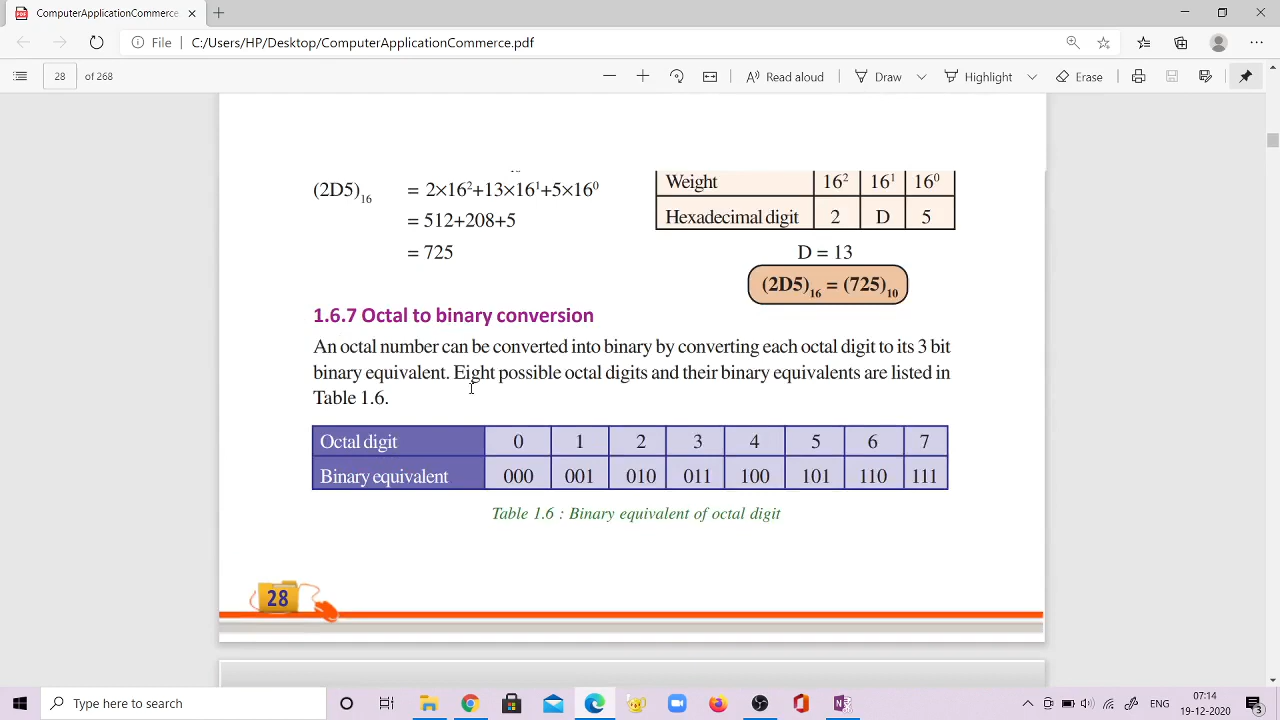 ComputerApplicationCommerce.pdf
File C:/Users/HP/Desktop/ComputerApplicationCommerce.pdf
28 of 268 Read aloud Draw Highlight Erase
(2D5)₁₆ = 2×16²+13×16¹+5×16⁰
= 512+208+5
= 725
Weight 16² 16¹ 16⁰
Hexadecimal digit 2 D 5
D = 13
(2D5)₁₆ = (725)₁₀
1.6.7 Octal to binary conversion
An octal number can be converted into binary by converting each octal digit to its 3 bit
binary equivalent. Eight possible octal digits and their binary equivalents are listed in
Table 1.6.
Octal digit 0 1 2 3 4 5 6 7
Binary equivalent 000 001 010 011 100 101 110 111
Table 1.6 : Binary equivalent of octal digit
28
Type here to search
07:14
ENG
19-12-2020
3